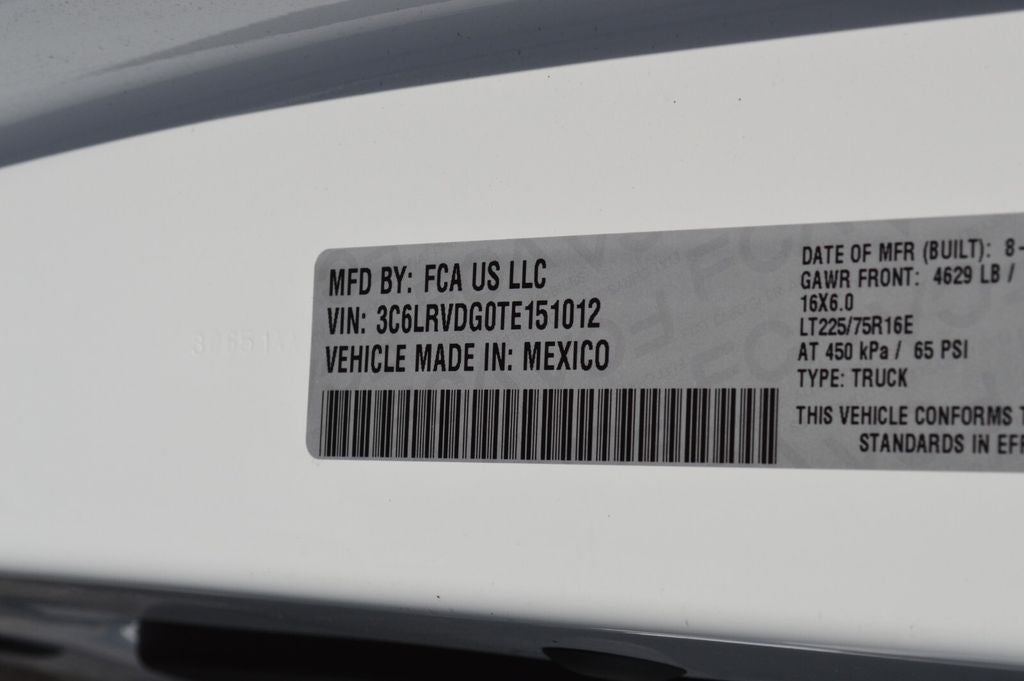 MFD BY: FCA US LLC
VIN: 3C6LRVDG0TE151012
VEHICLE MADE IN: MEXICO
DATE OF MFR (BUILT): 8-
GAWR FRONT: 4629 LB /
16X6.0
LT225/75R16E
AT 450 kPa / 65 PSI
TYPE: TRUCK
THIS VEHICLE CONFORMS T
STANDARDS IN EFF